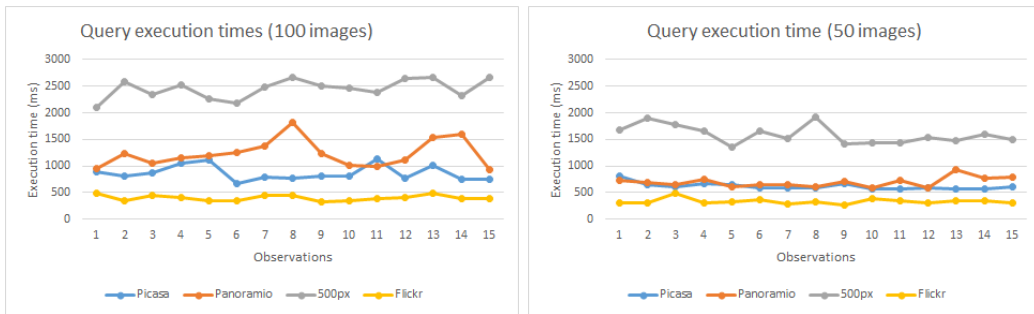 Query execution times (100 images)
Execution time (ms)
3000
2500
2000
1500
1000
500
0
1 2 3 4 5 6 7 8 9 10 11 12 13 14 15
Observations
Picasa Panoramio 500px Flickr
Query execution time (50 images)
Execution time (ms)
3000
2500
2000
1500
1000
500
0
1 2 3 4 5 6 7 8 9 10 11 12 13 14 15
Observations
Picasa Panoramio 500px Flickr